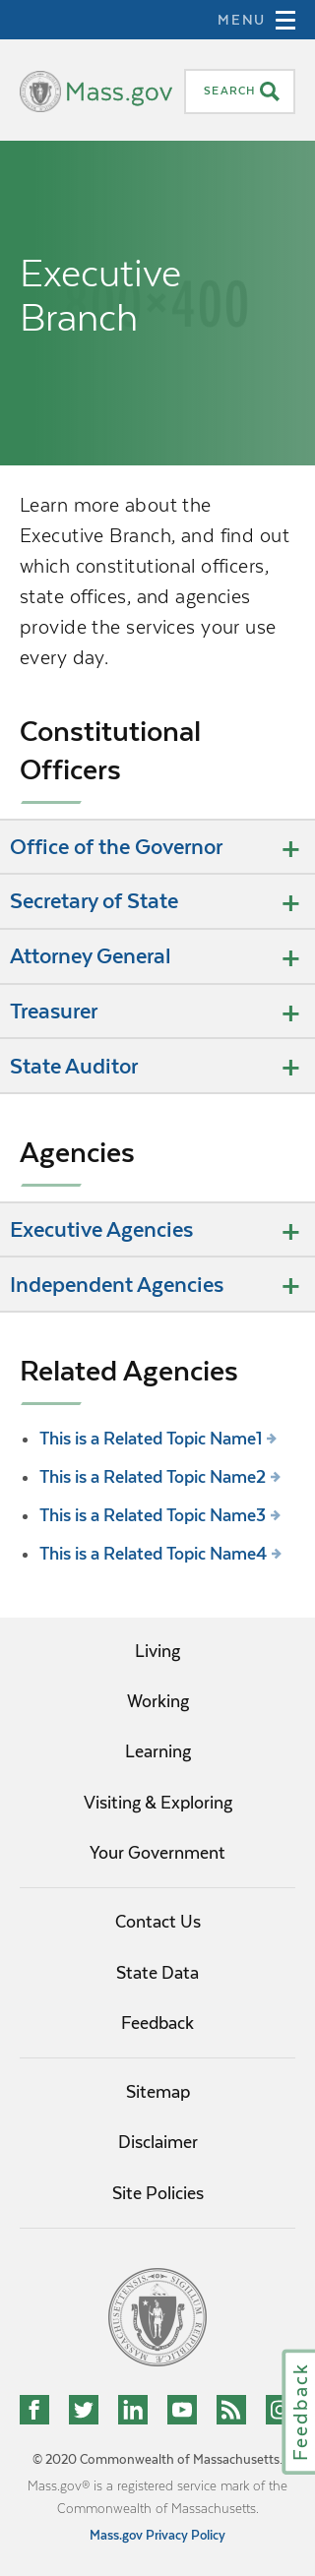 MENU
Mass.gov
SEARCH
Executive
Branch
×400
Learn more about the
Executive Branch, and find out
which constitutional officers,
state offices, and agencies
provide the services your use
every day.
Constitutional
Officers
Office of the Governor
Secretary of State
Attorney General
Treasurer
State Auditor
Agencies
Executive Agencies
Independent Agencies
Related Agencies
This is a Related Topic Name1
This is a Related Topic Name2
This is a Related Topic Name3
This is a Related Topic Name4
Living
Working
Learning
Visiting & Exploring
Your Government
Contact Us
State Data
Feedback
Sitemap
Disclaimer
Site Policies
Feedback
© 2020 Commonwealth of Massachusetts.
Mass.gov® is a registered service mark of the
Commonwealth of Massachusetts.
Mass.gov Privacy Policy